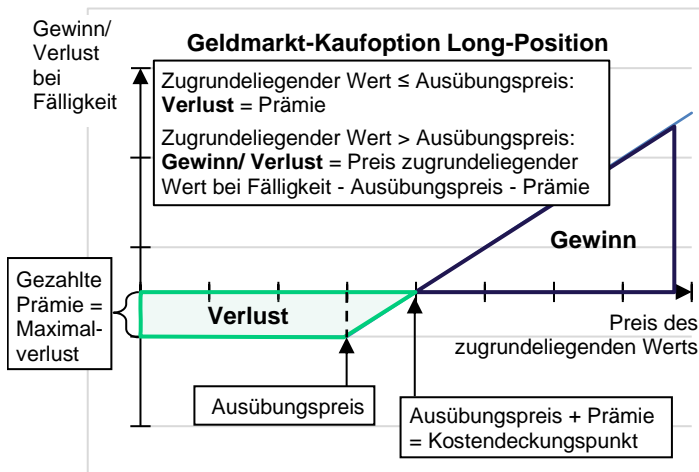 Gewinn/
Verlust
bei
Fälligkeit
Geldmarkt-Kaufoption Long-Position
Zugrundeliegender Wert ≤ Ausübungspreis:
Verlust = Prämie
Zugrundeliegender Wert > Ausübungspreis:
Gewinn/ Verlust = Preis zugrundeliegender
Wert bei Fälligkeit - Ausübungspreis - Prämie
Gewinn
Gezahlte
Prämie =
Maximal-
verlust
Verlust
Preis des
zugrundeliegenden Werts
Ausübungspreis
Ausübungspreis + Prämie
= Kostendeckungspunkt